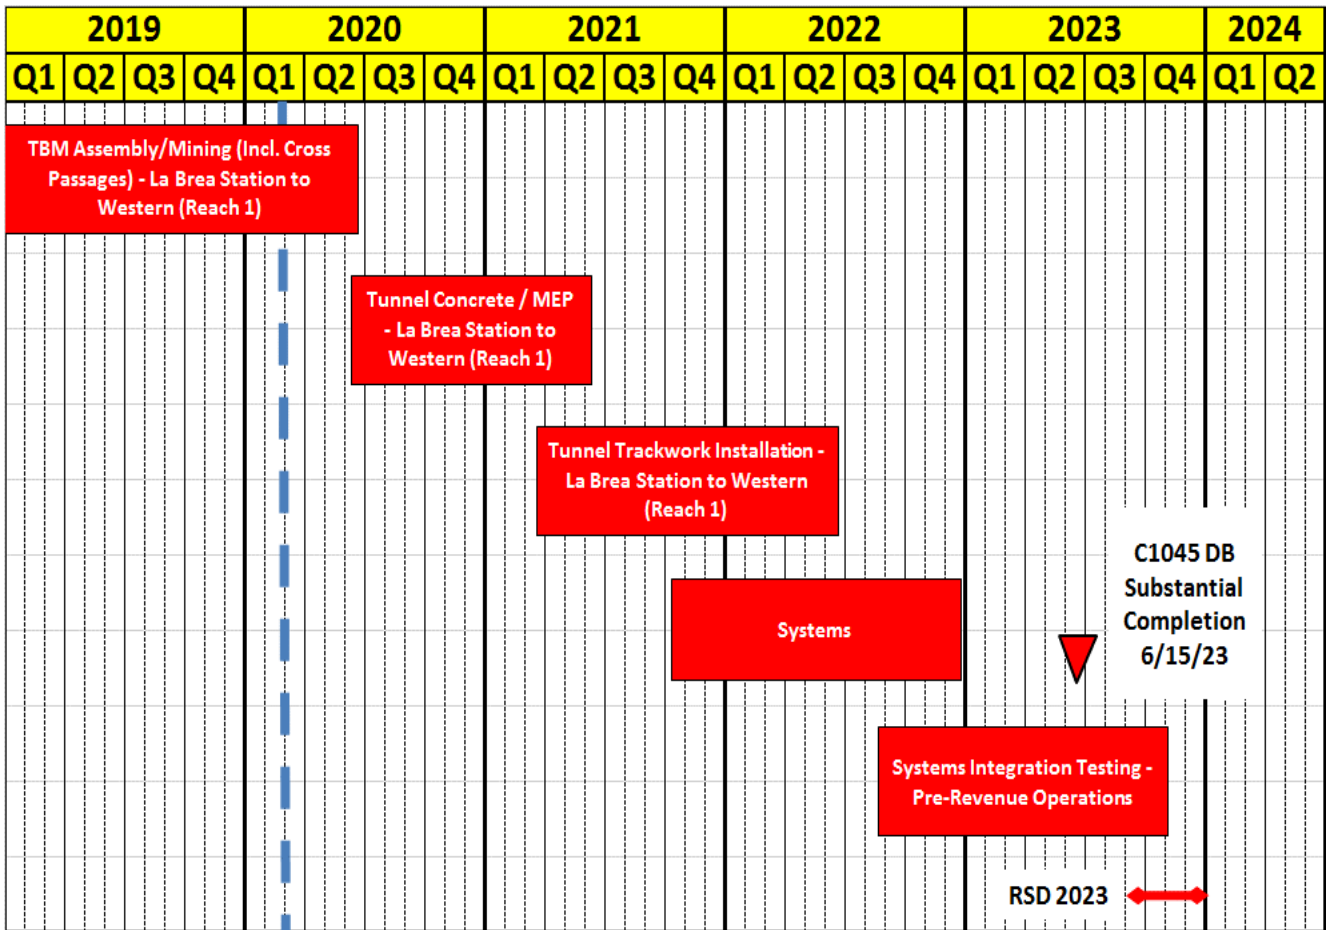 2019 2020 2021 2022 2023 2024
Q1 Q2 Q3 Q4 Q1 Q2 Q3 Q4 Q1 Q2 Q3 Q4 Q1 Q2 Q3 Q4 Q1 Q2 Q3 Q4 Q1 Q2
TBM Assembly/Mining (Incl. Cross
Passages) - La Brea Station to
Western (Reach 1)
Tunnel Concrete / MEP
- La Brea Station to
Western (Reach 1)
Tunnel Trackwork Installation -
La Brea Station to Western
(Reach 1)
Systems
C1045 DB
Substantial
Completion
6/15/23
Systems Integration Testing -
Pre-Revenue Operations
RSD 2023